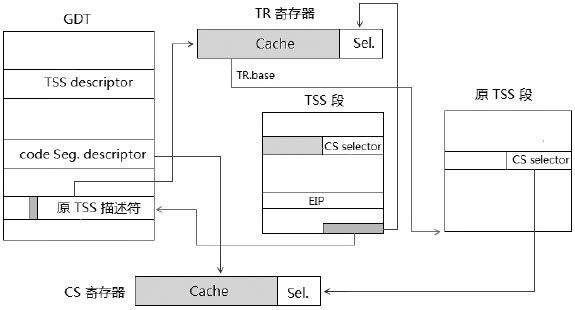 GDT
TR 寄存器
Cache
Sel.
TSS descriptor
TR.base
TSS 段
原 TSS 段
CS selector
code Seg. descriptor
CS selector
EIP
原 TSS 描述符
CS 寄存器
Cache
Sel.